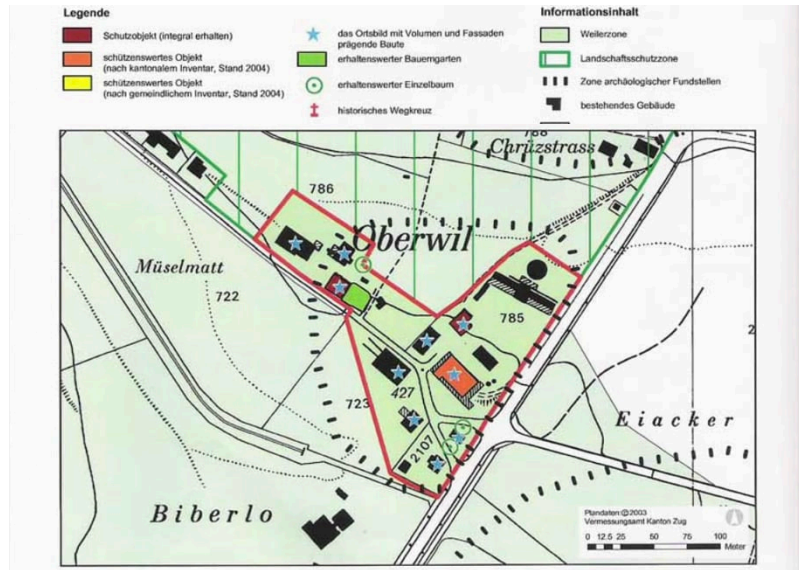 Legende
Schutzobjekt (integral erhalten)
schützenswertes Objekt
(nach kantonalem Inventar, Stand 2004)
schützenswertes Objekt
(nach gemeindlichem Inventar, Stand 2004)
das Ortsbild mit Volumen und Fassaden
prägende Baute
erhaltenswerter Bauerngarten
erhaltenswerter Einzelbaum
historisches Wegkreuz
Informationsinhalt
Weilerzone
Landschaftsschutzzone
Zone archäologischer Fundstellen
bestehendes Gebäude
Chrüzstrass
786
Oberwil
Müselmatt
722
785
427
723
Eiacker
2107
Biberlo
Plandaten:©2003
Vermessungsamt Kanton Zug
0 12.5 25 50 75 100
Meter